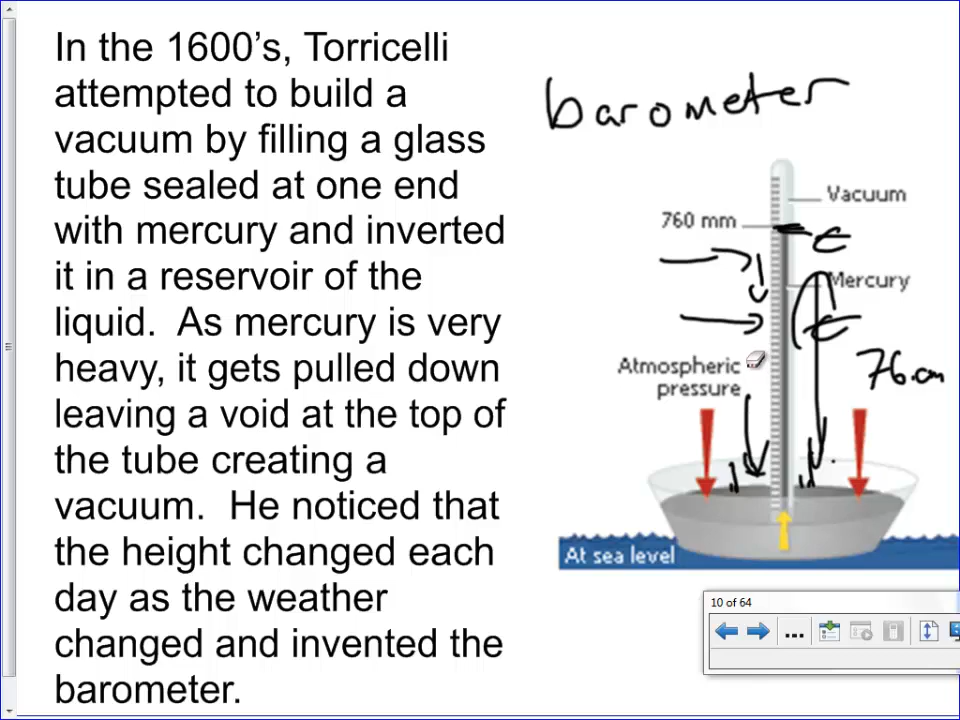 In the 1600's, Torricelli
attempted to build a
vacuum by filling a glass
tube sealed at one end
with mercury and inverted
it in a reservoir of the
liquid.  As mercury is very
heavy, it gets pulled down
leaving a void at the top of
the tube creating a
vacuum.  He noticed that
the height changed each
day as the weather
changed and invented the
barometer.
barometer
Vacuum
760 mm
Mercury
76.cm
Atmospheric
pressure
At sea level
10 of 64